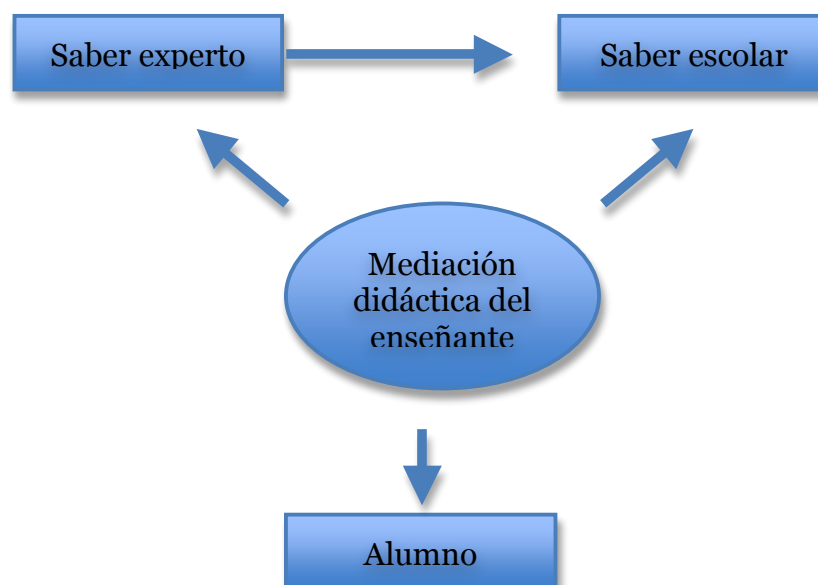 Saber experto
Saber escolar
Mediación
didáctica del
enseñante
Alumno